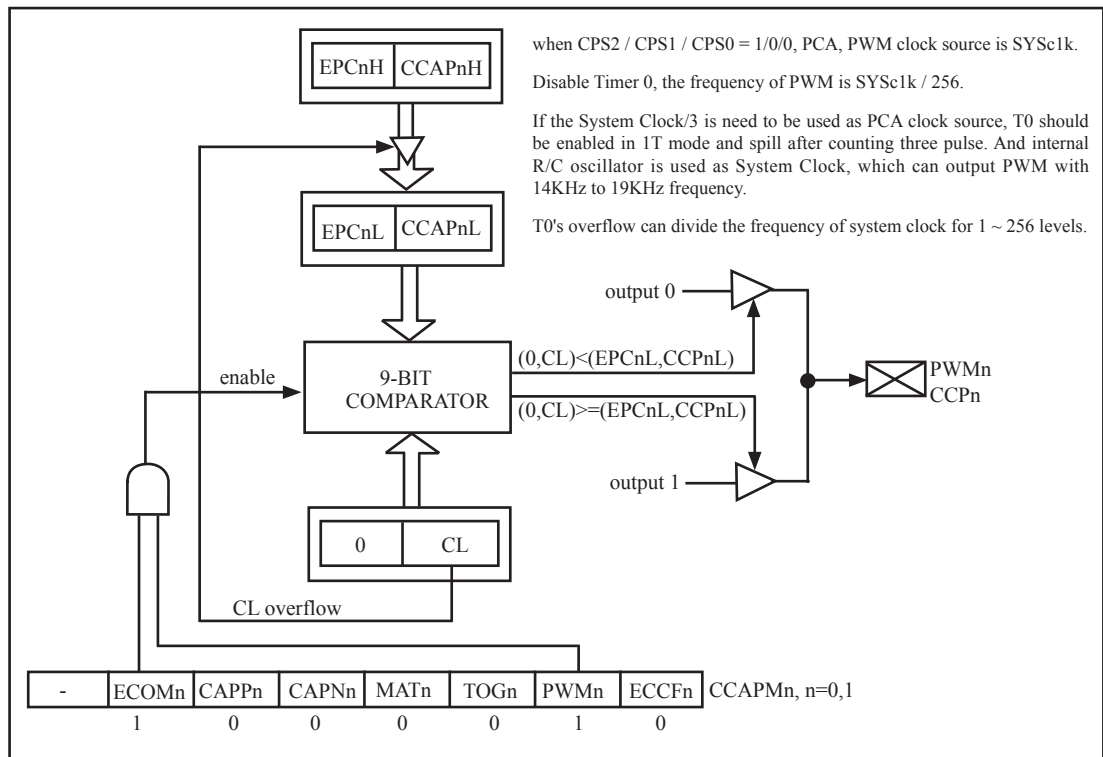 when CPS2 / CPS1 / CPS0 = 1/0/0, PCA, PWM clock source is SYSc1k.
Disable Timer 0, the frequency of PWM is SYSc1k / 256.
If the System Clock/3 is need to be used as PCA clock source, T0 should
be enabled in 1T mode and spill after counting three pulse. And internal
R/C oscillator is used as System Clock, which can output PWM with
14KHz to 19KHz frequency.
T0's overflow can divide the frequency of system clock for 1 ~ 256 levels.
EPCnH CCAPnH
EPCnL CCAPnL
output 0
(0,CL)<(EPCnL,CCPnL)
enable
9-BIT
COMPARATOR
PWMn
CCPn
(0,CL)>=(EPCnL,CCPnL)
output 1
0 CL
CL overflow
- ECOMn CAPPn CAPNn MATn TOGn PWMn ECCFn CCAPMn, n=0,1
1 0 0 0 0 1 0